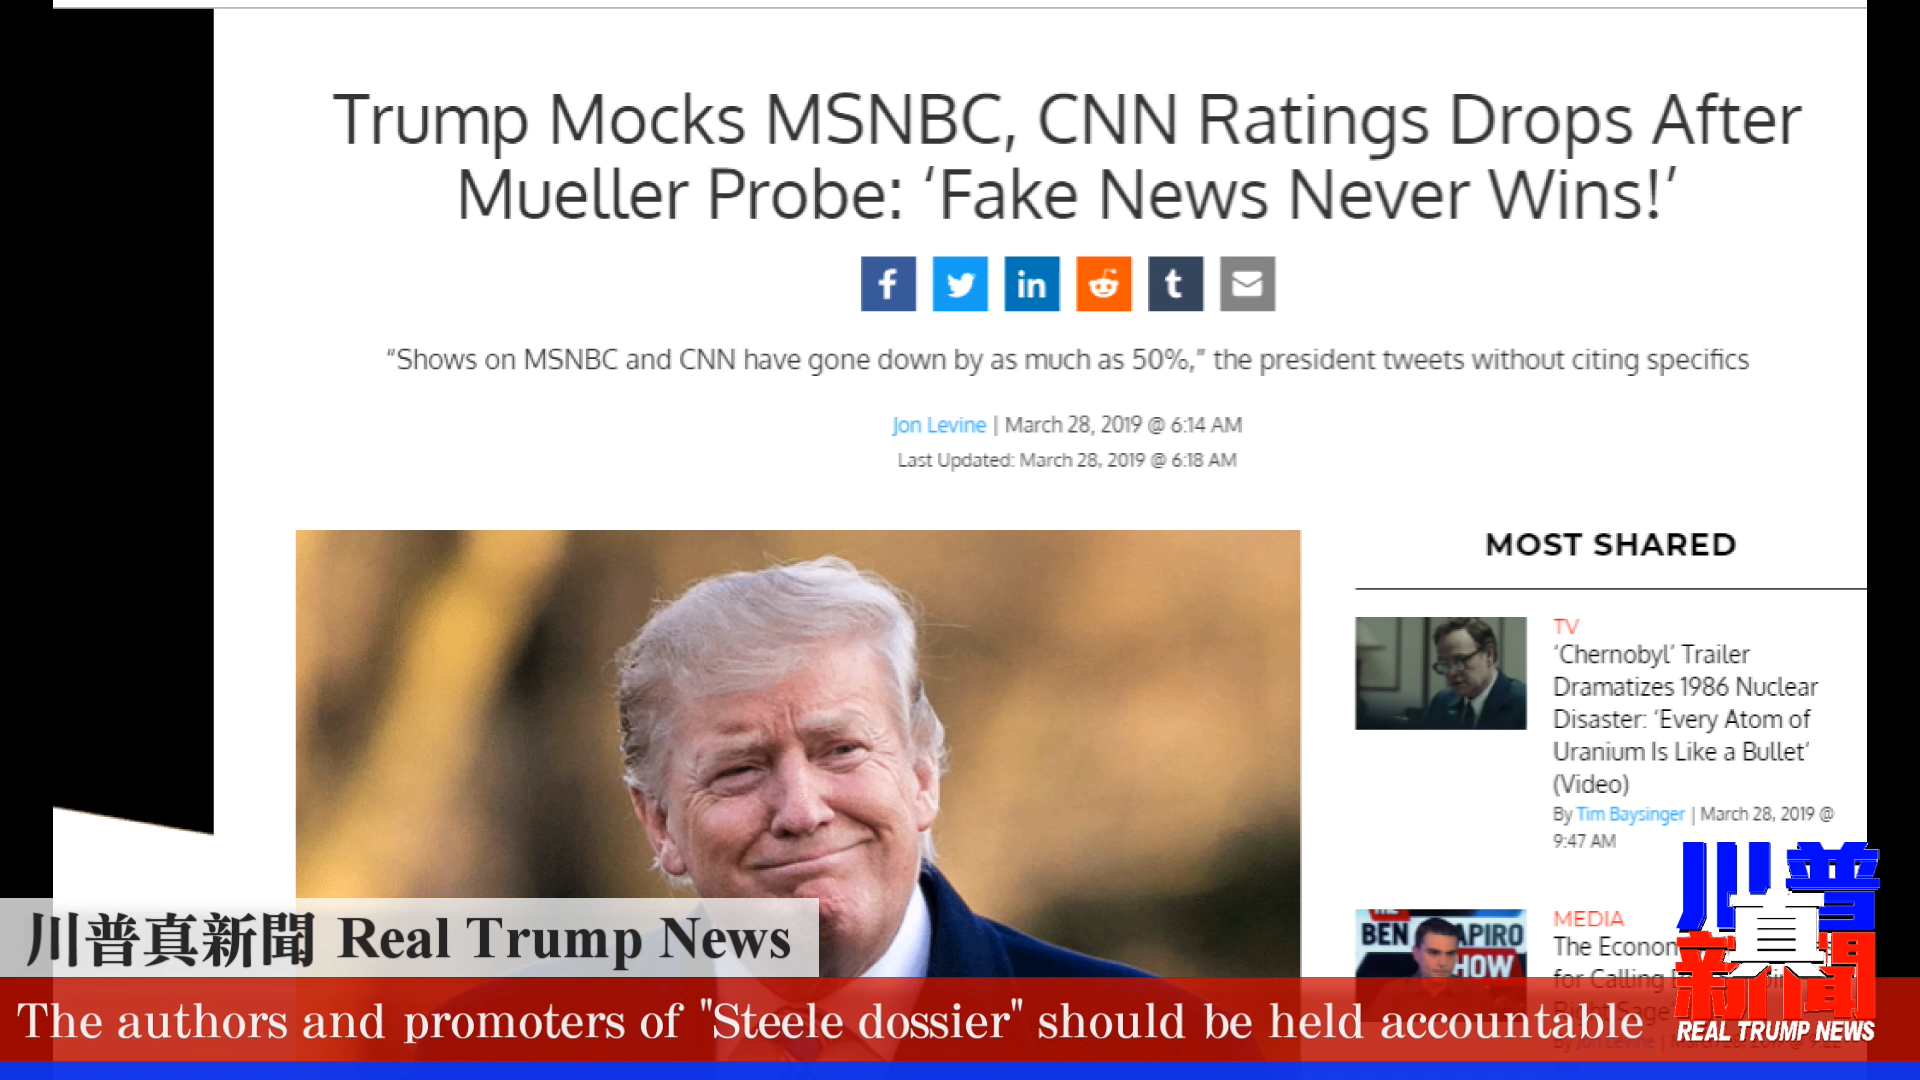 Trump Mocks MSNBC, CNN Ratings Drops After
Mueller Probe: ‘Fake News Never Wins!’
“Shows on MSNBC and CNN have gone down by as much as 50%,” the president tweets without citing specifics
Jon Levine | March 28, 2019 @ 6:14 AM
Last Updated: March 28, 2019 @ 6:18 AM
MOST SHARED
TV
‘Chernobyl’ Trailer
Dramatizes 1986 Nuclear
Disaster: ‘Every Atom of
Uranium Is Like a Bullet’
(Video)
By Tim Baysinger | March 28, 2019 @
9:47 AM
BEN
SHOW
MEDIA
The
for Calling
川普真新聞 Real Trump News
The authors and promoters of "Steele dossier" should be held accountable
川普
真
新聞
REAL TRUMP NEWS